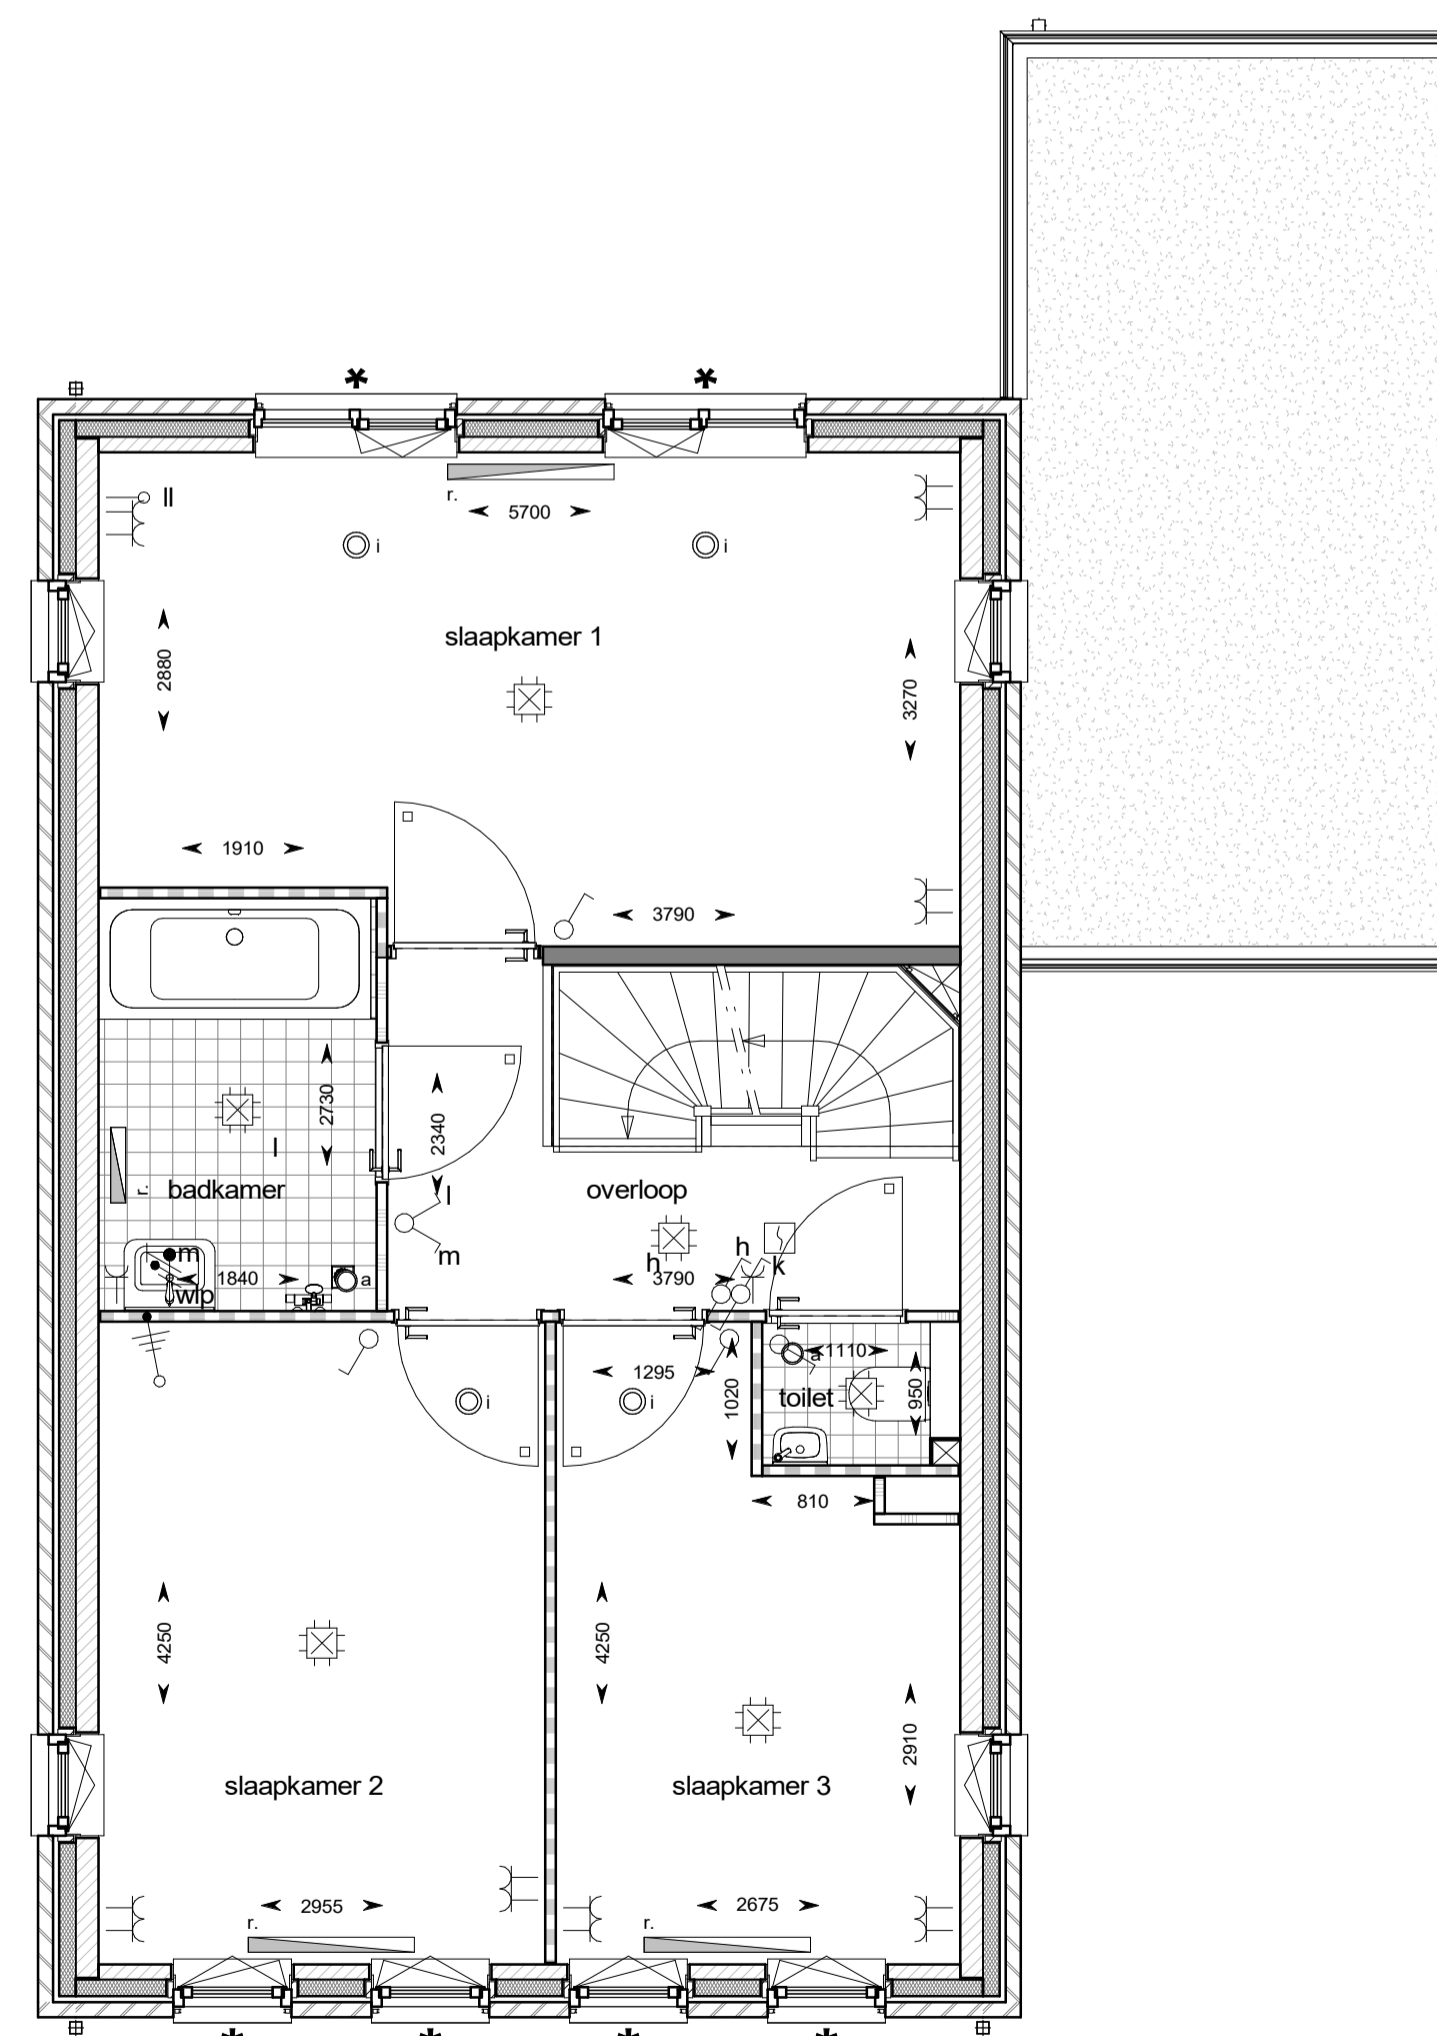 * *
ll
r.
5700
i i
slaapkamer 1
2880
3270
1910
3790
2730
2340
l
r.
badkamer
overloop
l
m
m
h
h
k
1840
a
3790
wlp
1295
1020
a
1110
toilet
950
i i
810
4250
4250
2910
slaapkamer 2
slaapkamer 3
2955
2675
r.
r.
* * * *